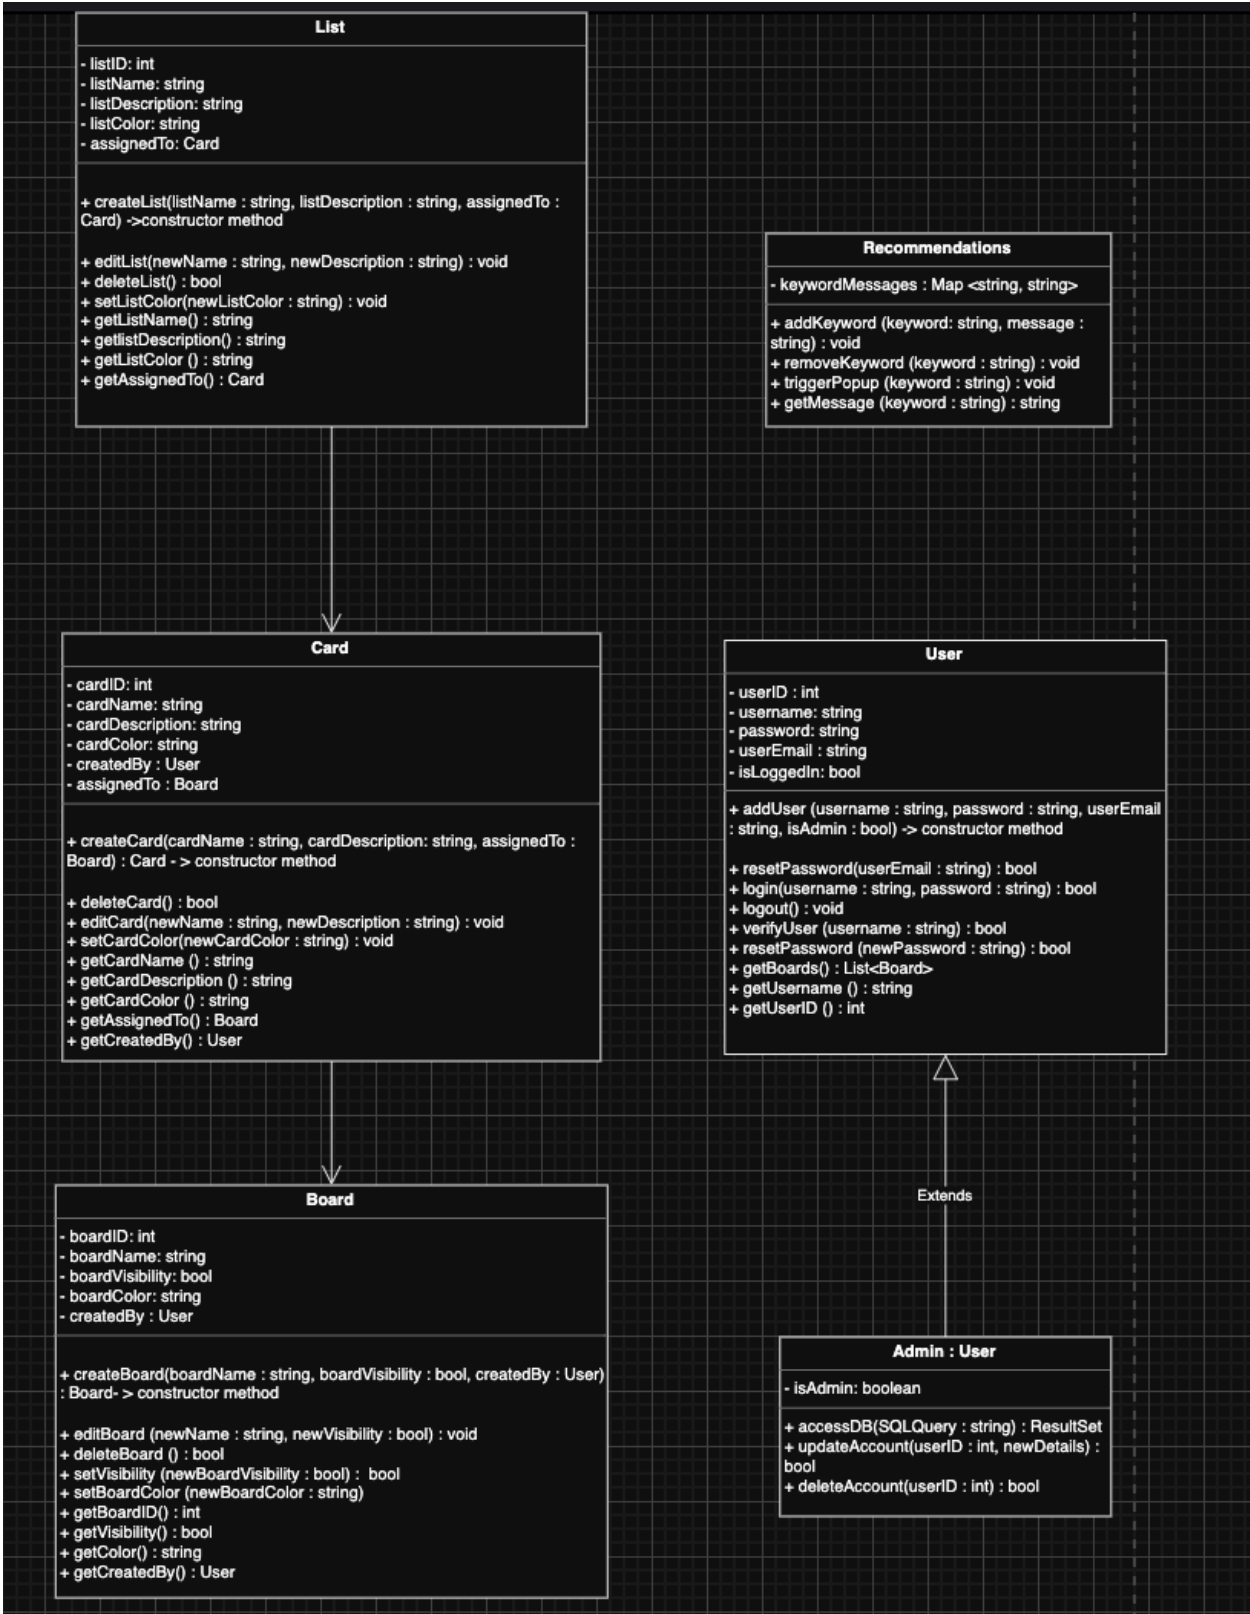 List
- listID: int
- listName: string
- listDescription: string
- listColor: string
- assignedTo: Card
+ createList(listName : string, listDescription : string, assignedTo :
Card) ->constructor method
+ editList(newName : string, newDescription : string) : void
+ deleteList() : bool
+ setListColor(newListColor : string) : void
+ getListName() : string
+ getlistDescription() : string
+ getListColor () : string
+ getAssignedTo() : Card
Recommendations
- keywordMessages : Map <string, string>
+ addKeyword (keyword: string, message :
string) : void
+ removeKeyword (keyword : string) : void
+ triggerPopup (keyword : string) : void
+ getMessage (keyword : string) : string
Card
- cardID: int
- cardName: string
- cardDescription: string
- cardColor: string
- createdBy : User
- assignedTo : Board
+ createCard(cardName : string, cardDescription: string, assignedTo :
Board) : Card - > constructor method
+ deleteCard() : bool
+ editCard(newName : string, newDescription : string) : void
+ setCardColor(newCardColor : string) : void
+ getCardName () : string
+ getCardDescription () : string
+ getCardColor () : string
+ getAssignedTo() : Board
+ getCreatedBy() : User
User
- userID : int
- username: string
- password: string
- userEmail : string
- isLoggedIn: bool
+ addUser (username : string, password : string, userEmail
: string, isAdmin : bool) -> constructor method
+ resetPassword(userEmail : string) : bool
+ login(username : string, password : string) : bool
+ logout() : void
+ verifyUser (username : string) : bool
+ resetPassword (newPassword : string) : bool
+ getBoards() : List<Board>
+ getUsername () : string
+ getUserID () : int
Extends
Board
- boardID: int
- boardName: string
- boardVisibility: bool
- boardColor: string
- createdBy : User
+ createBoard(boardName : string, boardVisibility : bool, createdBy : User)
: Board- > constructor method
+ editBoard (newName : string, newVisibility : bool) : void
+ deleteBoard () : bool
+ setVisibility (newBoardVisibility : bool) :  bool
+ setBoardColor (newBoardColor : string)
+ getBoardID() : int
+ getVisibility() : bool
+ getColor() : string
+ getCreatedBy() : User
Admin : User
- isAdmin: boolean
+ accessDB(SQLQuery : string) : ResultSet
+ updateAccount(userID : int, newDetails) :
bool
+ deleteAccount(userID : int) : bool